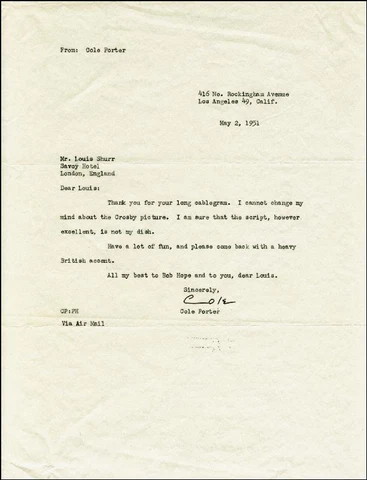 From: Cole Porter
416 No. Rockingham Avenue
Los Angeles 49, Calif.
May 2, 1951
Mr. Louis Shurr
Savoy Hotel
London, England
Dear Louis:
Thank you for your long cablegram. I cannot change my
mind about the Crosby picture. I am sure that the script, however
excellent, is not my dish.
Have a lot of fun, and please come back with a heavy
British accent.
All my best to Bob Hope and to you, dear Louis.
Sincerely,
Cole
CP:PH
Cole Porter
Via Air Mail